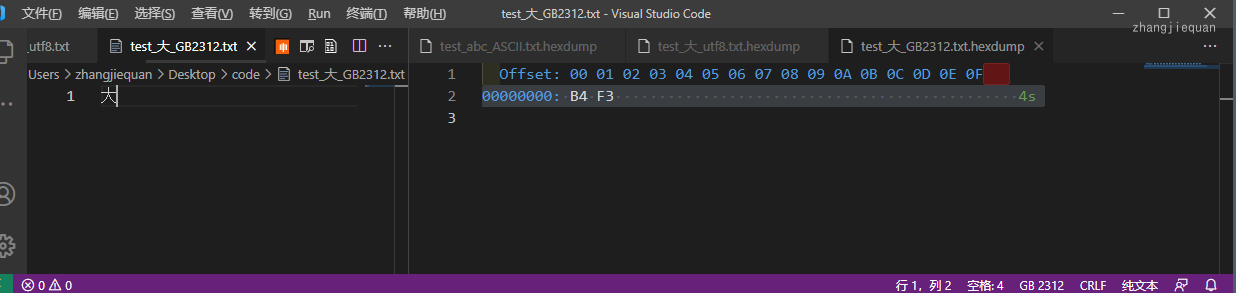 文件(F) 编辑(E) 选择(S) 查看(V) 转到(G) Run 终端(T) 帮助(H) test_大_GB2312.txt - Visual Studio Code
zhangjiequan
_utf8.txt test_大_GB2312.txt test_abc_ASCII.txt.hexdump test_大_utf8.txt.hexdump test_大_GB2312.txt.hexdump
Users > zhangjiequan > Desktop > code > test_大_GB2312.txt
1 大
1 Offset: 00 01 02 03 04 05 06 07 08 09 0A 0B 0C 0D 0E 0F
2 00000000: B4 F3 4s
3
0 0 行 1，列 2 空格: 4 GB 2312 CRLF 纯文本